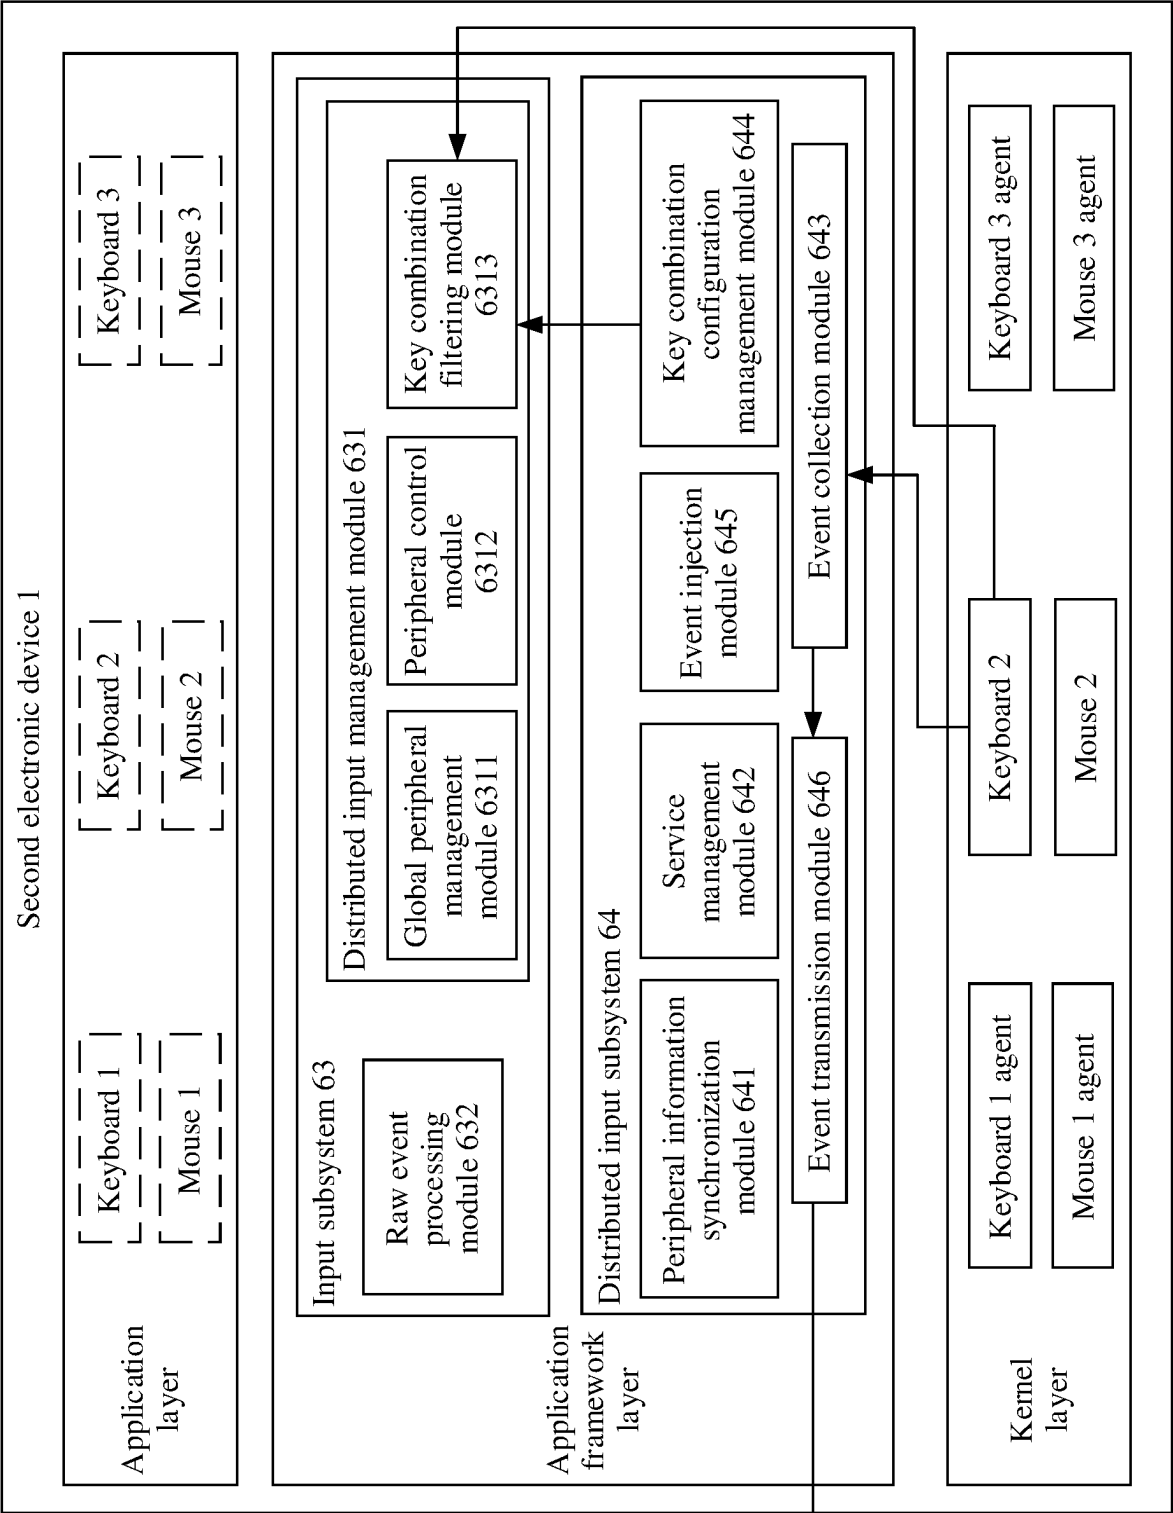 Second electronic device 1
Application
layer
Keyboard 1
Mouse 1
Keyboard 2
Mouse 2
Keyboard 3
Mouse 3
Application
framework
layer
Input subsystem 63
Raw event
processing
module 632
Distributed input management module 631
Global peripheral
management
module 6311
Peripheral control
module
6312
Key combination
filtering module
6313
Distributed input subsystem 64
Peripheral information
synchronization
module 641
Service
management
module 642
Event injection
module 645
Key combination
configuration
management module 644
Event transmission module 646
Event collection module 643
Kernel
layer
Keyboard 1 agent
Mouse 1 agent
Keyboard 2
Mouse 2
Keyboard 3 agent
Mouse 3 agent